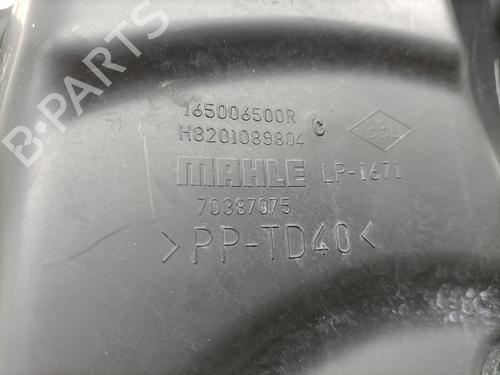 165006500R C
H8201089804
MAHLE LP-1671
70387075
>PP-TD40<
B-PARTS